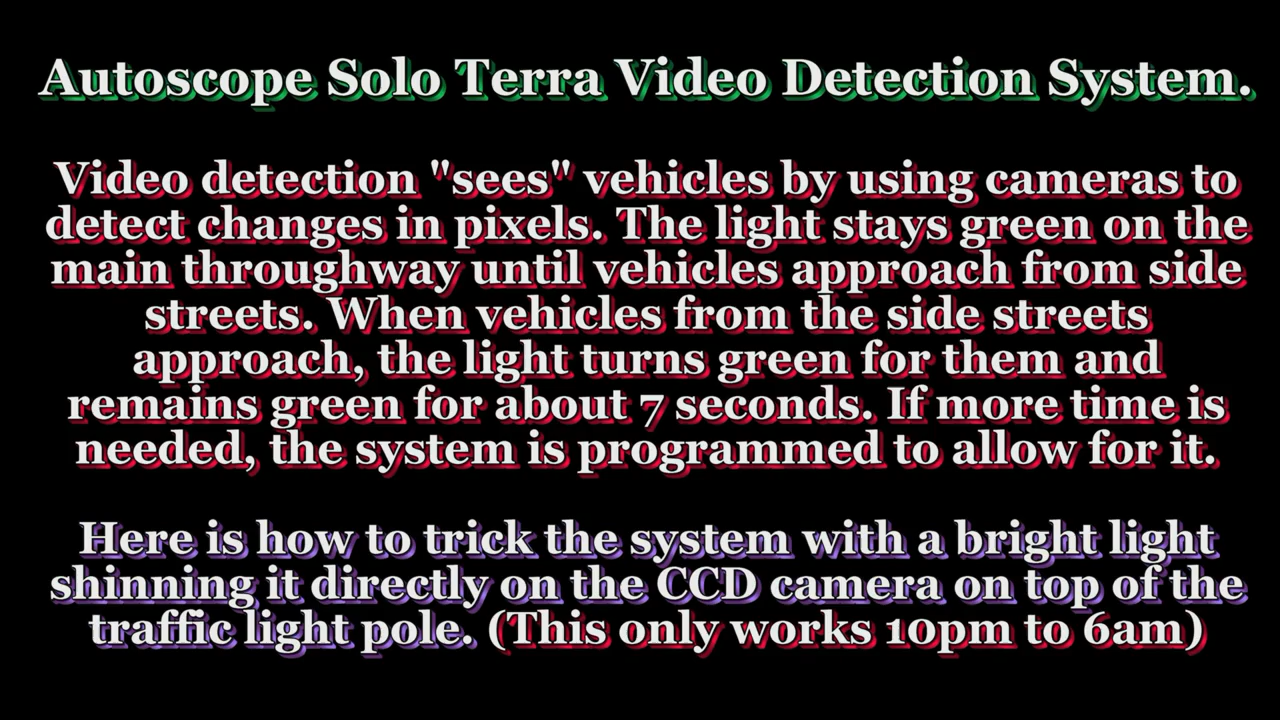 Autoscope Solo Terra Video Detection System.
Video detection "sees" vehicles by using cameras to
detect changes in pixels. The light stays green on the
main throughway until vehicles approach from side
streets. When vehicles from the side streets
approach, the light turns green for them and
remains green for about 7 seconds. If more time is
needed, the system is programmed to allow for it.
Here is how to trick the system with a bright light
shinning it directly on the CCD camera on top of the
traffic light pole. (This only works 10pm to 6am)